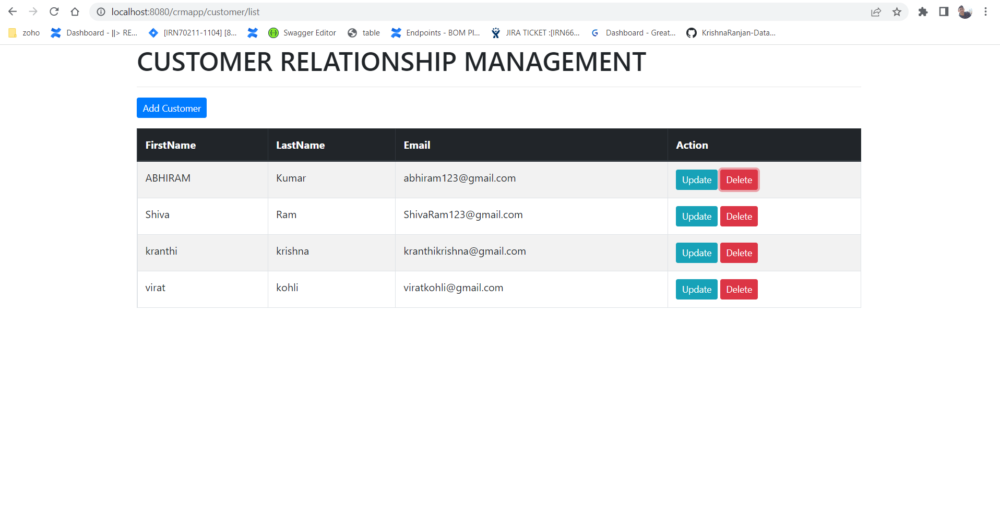 localhost:8080/crmapp/customer/list
zoho Dashboard - ||> RE... [IRN70211-1104] [8... Swagger Editor table Endpoints - BOM Pl... JIRA TICKET :[IRN66... Dashboard - Great... KrishnaRanjan-Data...
CUSTOMER RELATIONSHIP MANAGEMENT
Add Customer
FirstName LastName Email Action
ABHIRAM Kumar abhiram123@gmail.com Update Delete
Shiva Ram ShivaRam123@gmail.com Update Delete
kranthi krishna kranthikrishna@gmail.com Update Delete
virat kohli viratkohli@gmail.com Update Delete